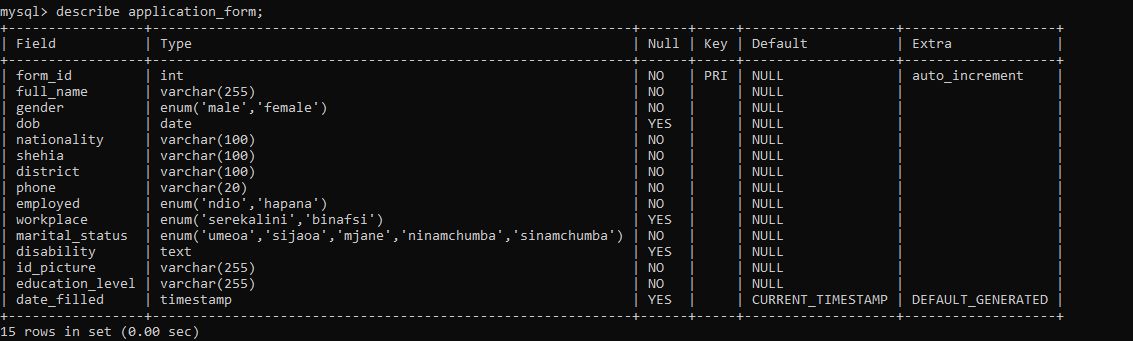 mysql> describe application_form;
+-----------------+-------------------------------------------------------------+------+-----+-------------------+-------------------+
| Field           | Type                                                        | Null | Key | Default           | Extra             |
+-----------------+-------------------------------------------------------------+------+-----+-------------------+-------------------+
| form_id         | int                                                         | NO   | PRI | NULL              | auto_increment    |
| full_name       | varchar(255)                                                | NO   |     | NULL              |                   |
| gender          | enum('male','female')                                       | NO   |     | NULL              |                   |
| dob             | date                                                        | YES  |     | NULL              |                   |
| nationality     | varchar(100)                                                | NO   |     | NULL              |                   |
| shehia          | varchar(100)                                                | NO   |     | NULL              |                   |
| district        | varchar(100)                                                | NO   |     | NULL              |                   |
| phone           | varchar(20)                                                 | NO   |     | NULL              |                   |
| employed        | enum('ndio','hapana')                                       | NO   |     | NULL              |                   |
| workplace       | enum('serekalini','binafsi')                                | YES  |     | NULL              |                   |
| marital_status  | enum('umeoa','sijaoa','mjane','ninamchumba','sinamchumba') | NO   |     | NULL              |                   |
| disability      | text                                                        | YES  |     | NULL              |                   |
| id_picture      | varchar(255)                                                | NO   |     | NULL              |                   |
| education_level | varchar(255)                                                | NO   |     | NULL              |                   |
| date_filled     | timestamp                                                   | YES  |     | CURRENT_TIMESTAMP | DEFAULT_GENERATED |
+-----------------+-------------------------------------------------------------+------+-----+-------------------+-------------------+
15 rows in set (0.00 sec)